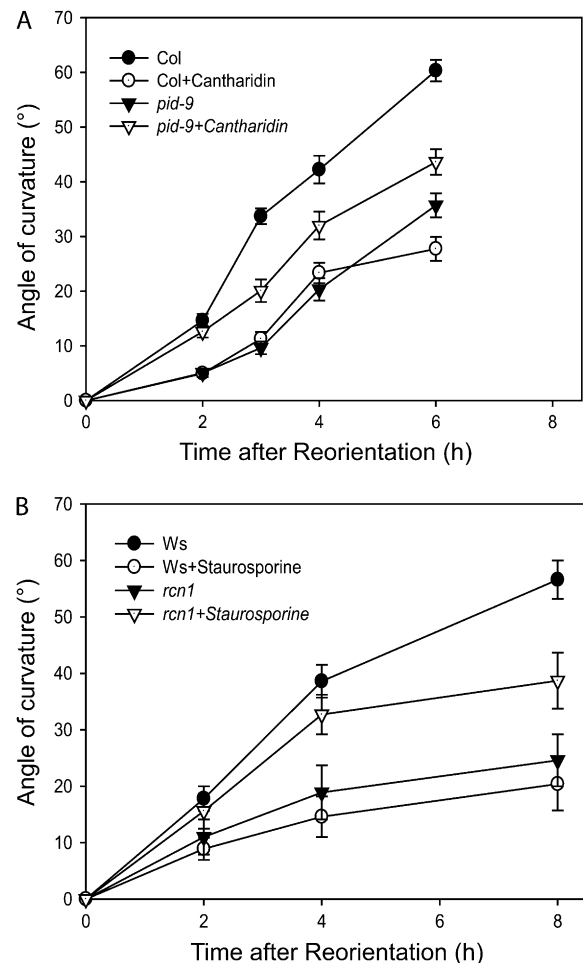 A
70
60
50
40
30
20
10
0
Angle of curvature (°)
Col
Col+Cantharidin
pid-9
pid-9+Cantharidin
0 2 4 6 8
Time after Reorientation (h)
B
70
60
50
40
30
20
10
0
Angle of curvature (°)
Ws
Ws+Staurosporine
rcn1
rcn1+Staurosporine
0 2 4 6 8
Time after Reorientation (h)